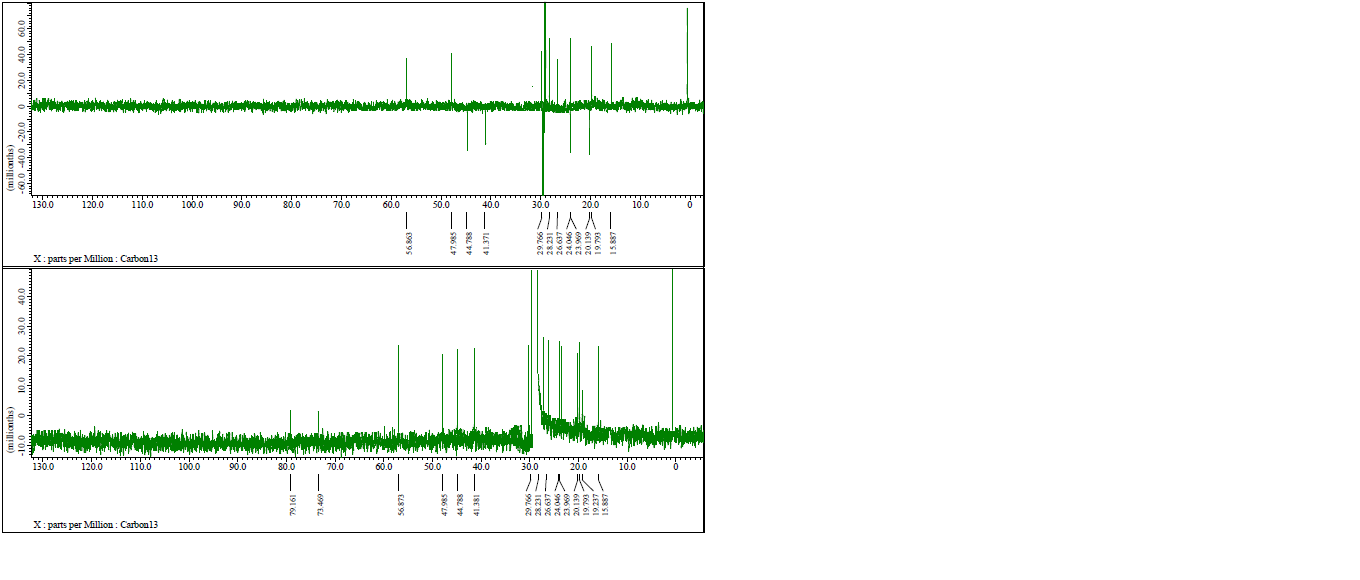 60.0
40.0
20.0
0
-20.0
-40.0
-60.0
(millionths)
130.0 120.0 110.0 100.0 90.0 80.0 70.0 60.0 50.0 40.0 30.0 20.0 10.0 0
56.863 47.985 44.788 41.371 29.766 28.231 26.637 24.046 23.969 20.139 19.793 15.887
X : parts per Million : Carbon13
40.0
30.0
20.0
10.0
0
-10.0
(millionths)
130.0 120.0 110.0 100.0 90.0 80.0 70.0 60.0 50.0 40.0 30.0 20.0 10.0 0
79.161 73.469 56.873 47.985 44.788 41.381 29.766 28.231 26.637 24.046 23.969 20.139 19.793 19.237 15.887
X : parts per Million : Carbon13